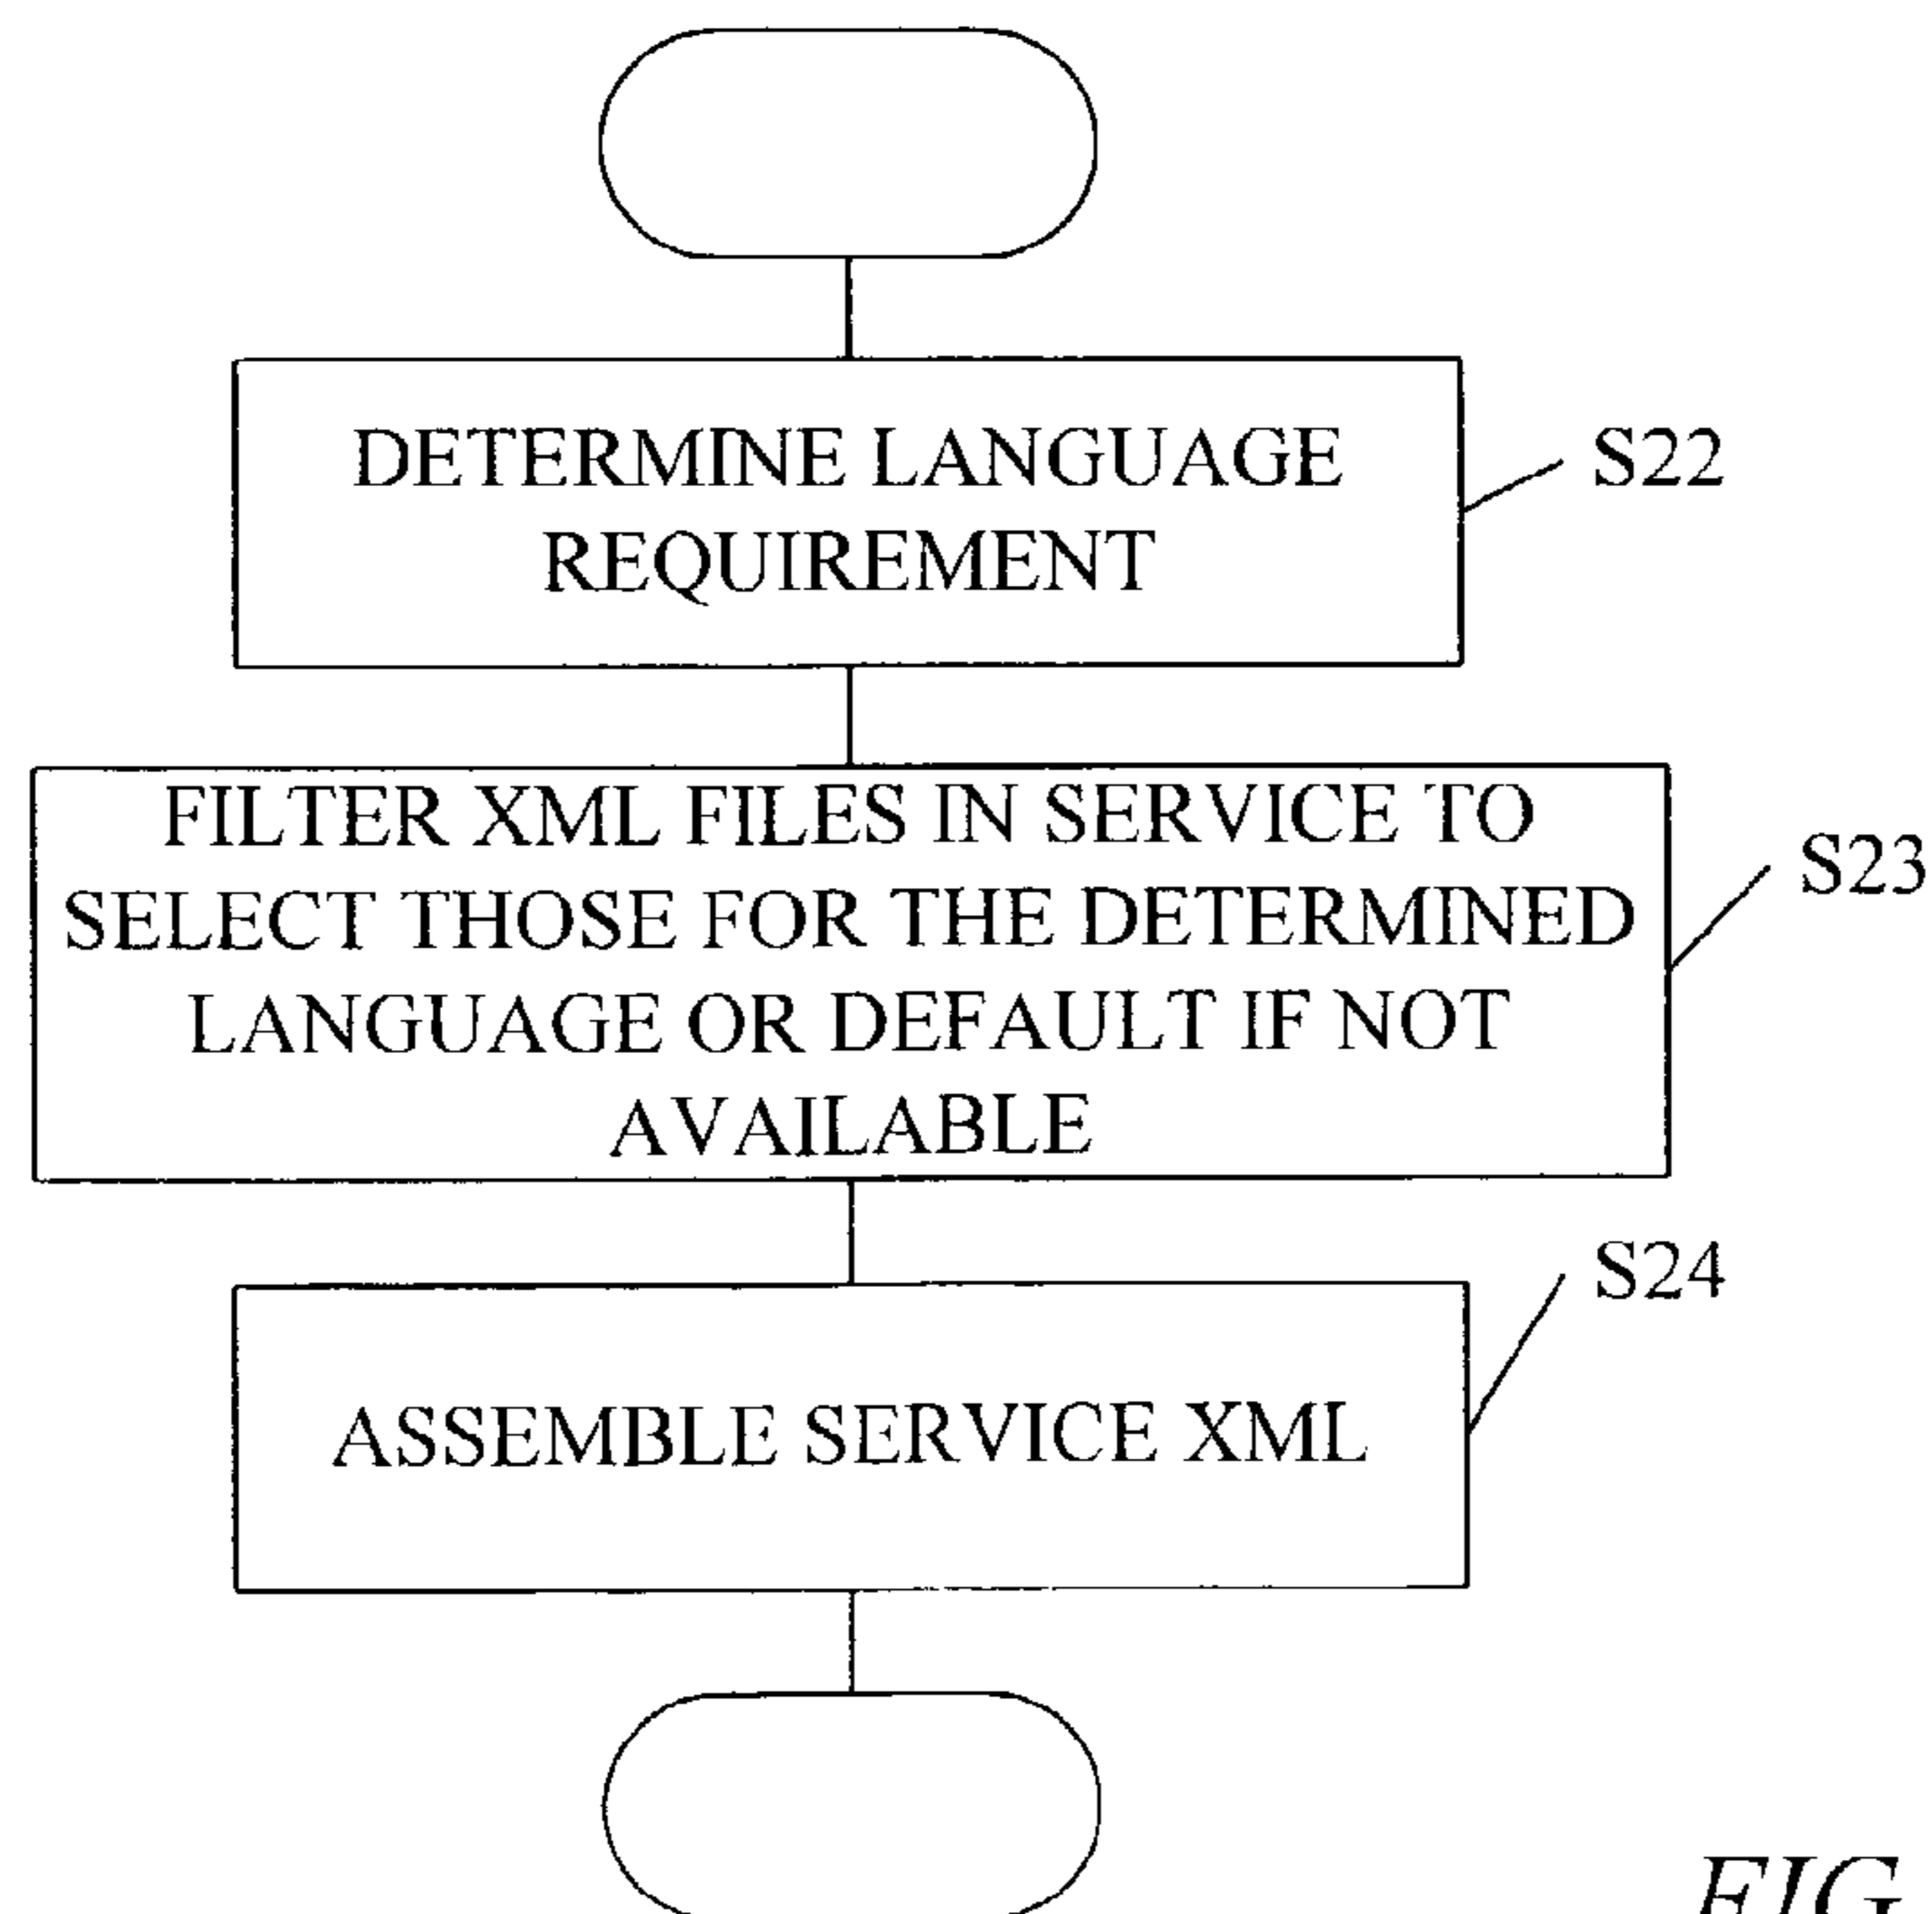 DETERMINE LANGUAGE
REQUIREMENT
S22
FILTER XML FILES IN SERVICE TO
SELECT THOSE FOR THE DETERMINED
LANGUAGE OR DEFAULT IF NOT
AVAILABLE
S23
S24
ASSEMBLE SERVICE XML
FIG